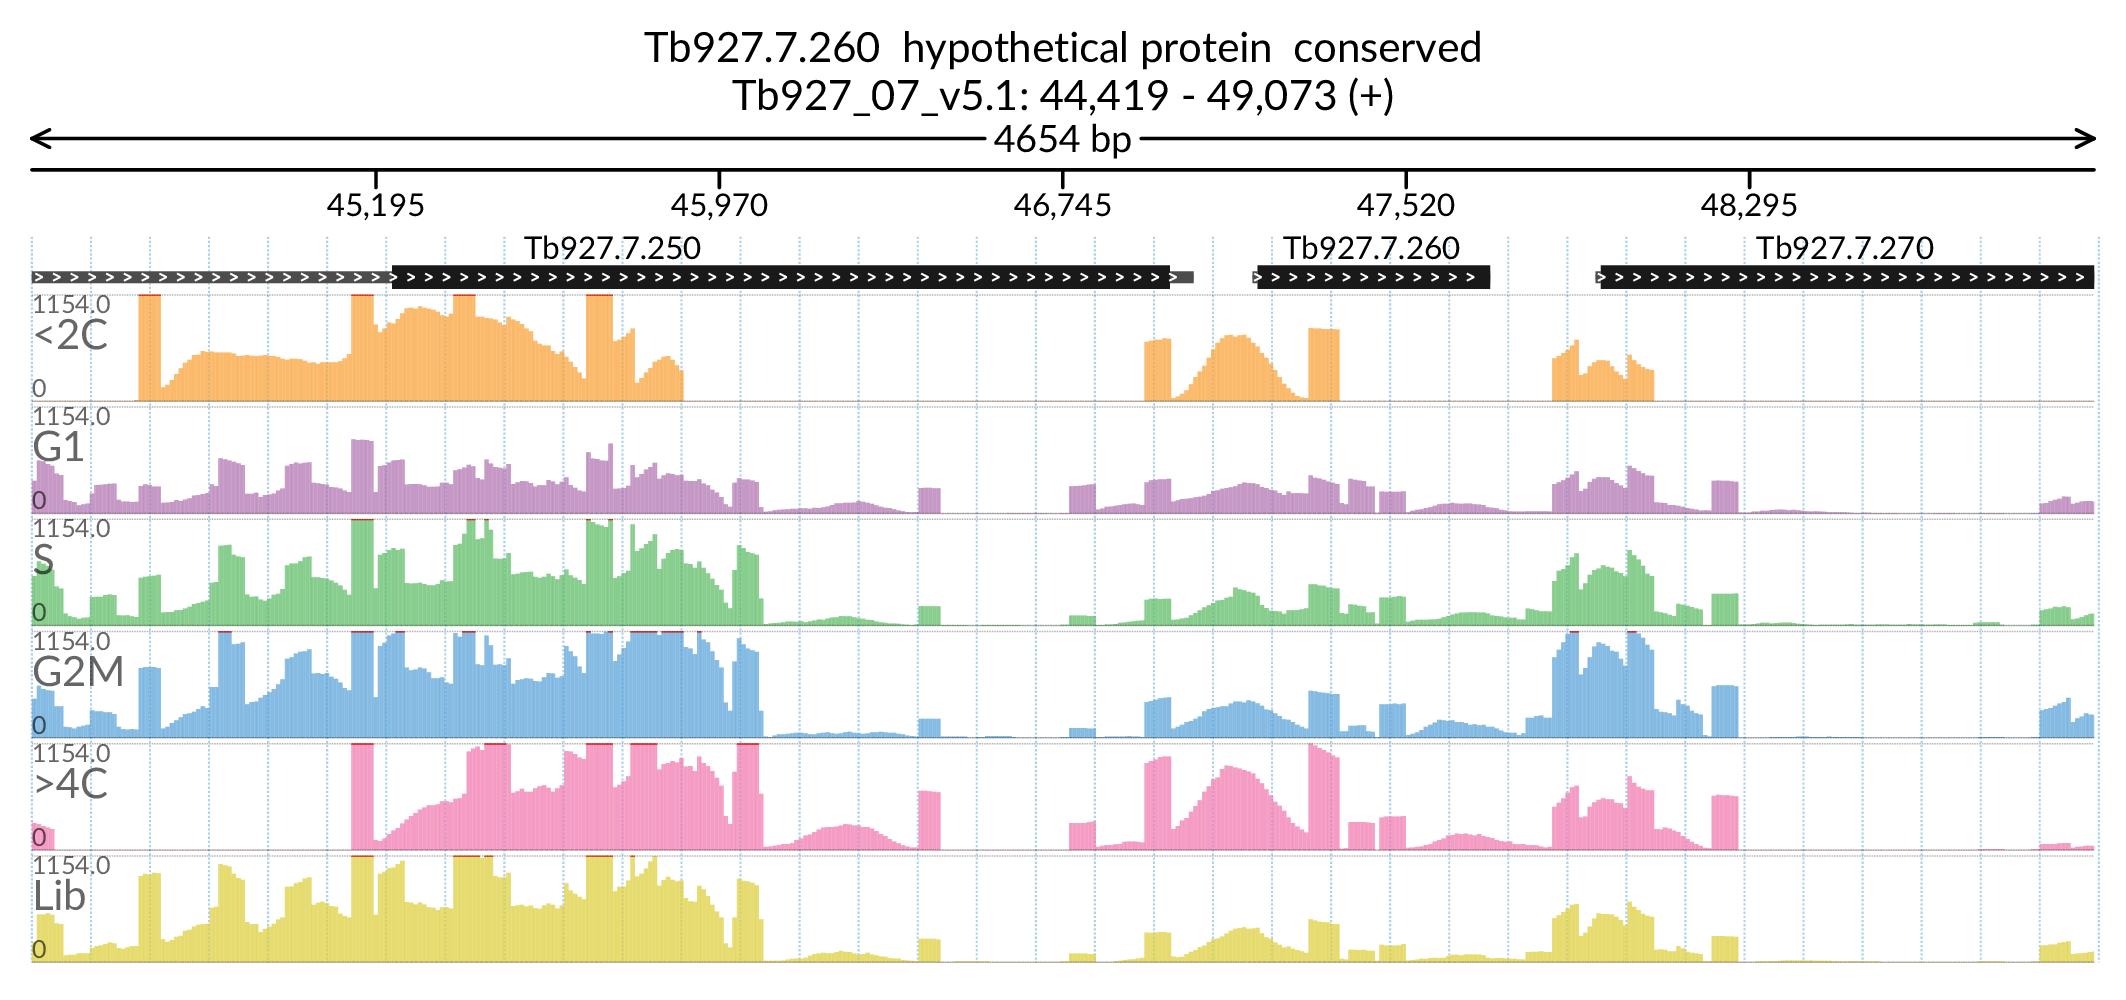 Tb927.7.260 hypothetical protein conserved
Tb927_07_v5.1: 44,419 - 49,073 (+)
4654 bp
45,195 45,970 46,745 47,520 48,295
Tb927.7.250 Tb927.7.260 Tb927.7.270
1154.0
<2C
0
1154.0
G1
0
1154.0
S
0
1154.0
G2M
0
1154.0
>4C
0
1154.0
Lib
0